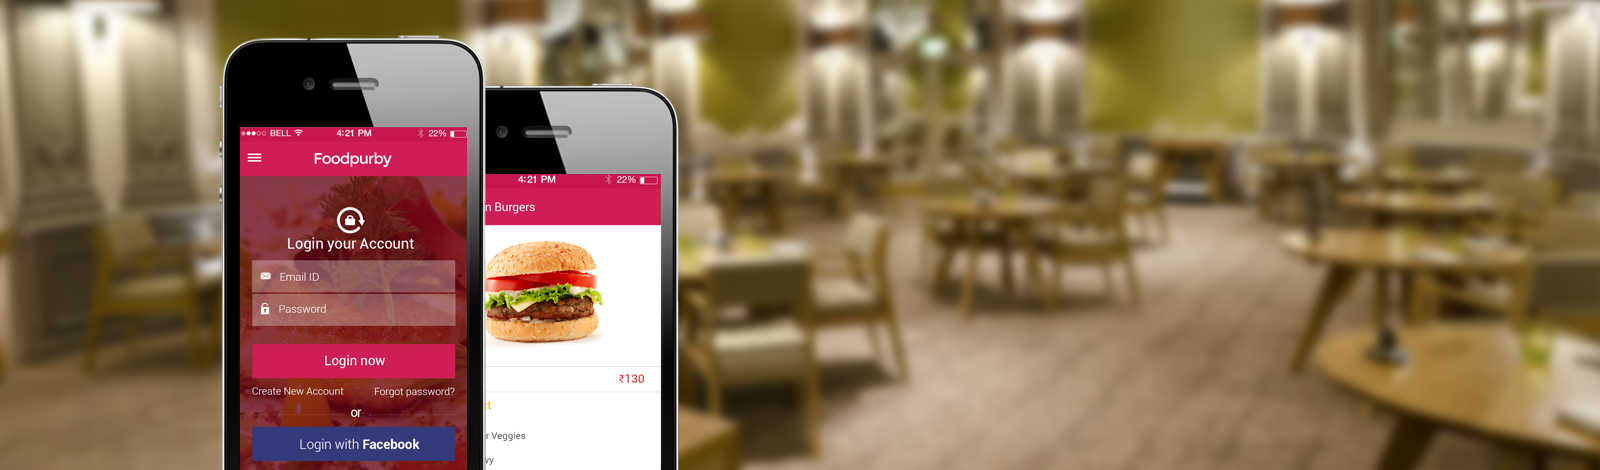 BELL 4:21 PM 22%
Foodpurby
Login your Account
Email ID
Password
Login now
Create New Account Forgot password?
or
Login with Facebook
4:21 PM 22%
n Burgers
₹130
Veggies